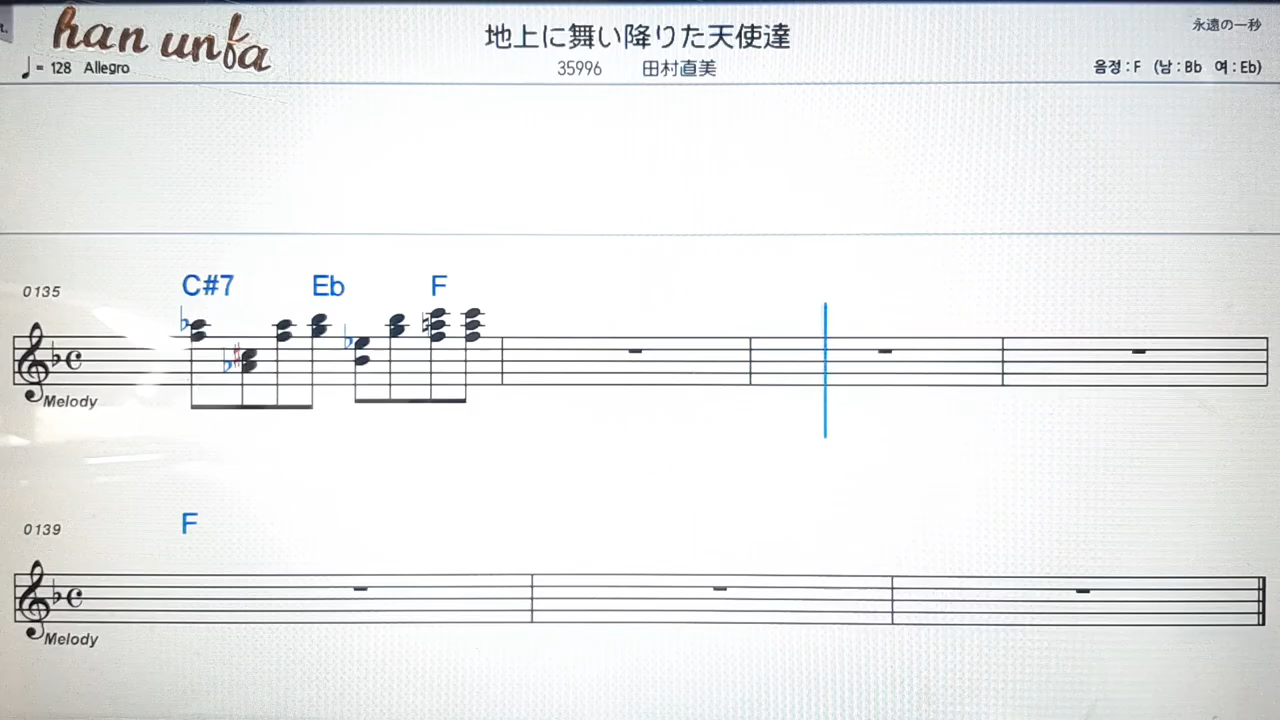 han unfa
地上に舞い降りた天使達
永遠の一秒
♩= 128 Allegro
35996 田村直美
음정 : F (남 : Bb 여 : Eb)
C#7 Eb F
0135
Melody
F
0139
Melody